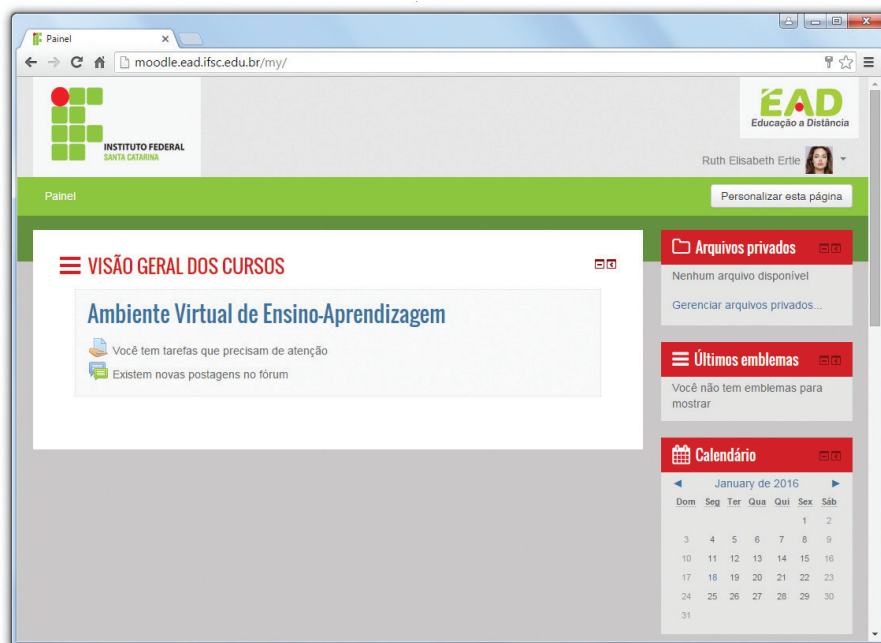 Painel
moodle.ead.ifsc.edu.br/my/
INSTITUTO FEDERAL
SANTA CATARINA
EAD
Educação a Distância
Ruth Elisabeth Ertle
Painel
Personalizar esta página
VISÃO GERAL DOS CURSOS
Ambiente Virtual de Ensino-Aprendizagem
Você tem tarefas que precisam de atenção
Existem novas postagens no fórum
Arquivos privados
Nenhum arquivo disponível
Gerenciar arquivos privados...
Últimos emblemas
Você não tem emblemas para
mostrar
Calendário
January de 2016
Dom Seg Ter Qua Qui Sex Sáb
1 2
3 4 5 6 7 8 9
10 11 12 13 14 15 16
17 18 19 20 21 22 23
24 25 26 27 28 29 30
31